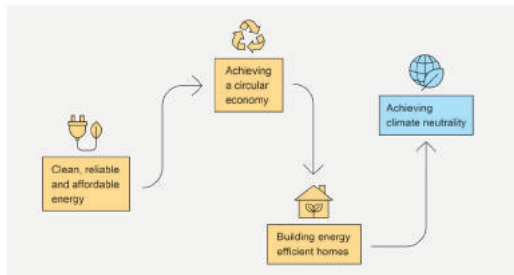 Clean, reliable
and affordable
energy
Achieving
a circular
economy
Building energy
efficient homes
Achieving
climate neutrality